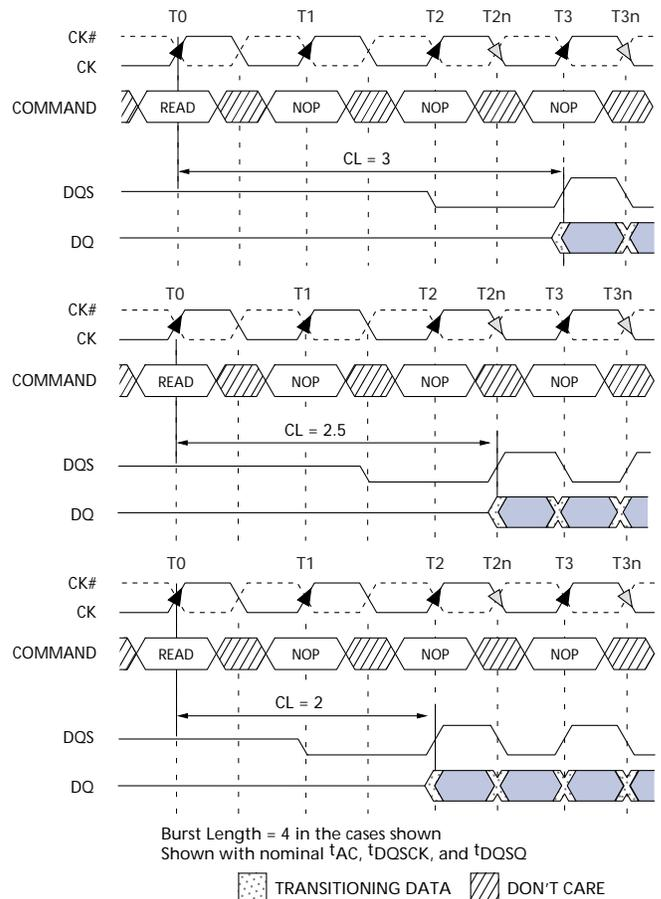 T0 T1 T2 T2n T3 T3n
CK#
CK
COMMAND READ NOP NOP NOP
CL = 3
DQS
DQ
T0 T1 T2 T2n T3 T3n
CK#
CK
COMMAND READ NOP NOP NOP
CL = 2.5
DQS
DQ
T0 T1 T2 T2n T3 T3n
CK#
CK
COMMAND READ NOP NOP NOP
CL = 2
DQS
DQ
Burst Length = 4 in the cases shown
Shown with nominal tAC, tDQSCK, and tDQSQ
TRANSITIONING DATA DON'T CARE